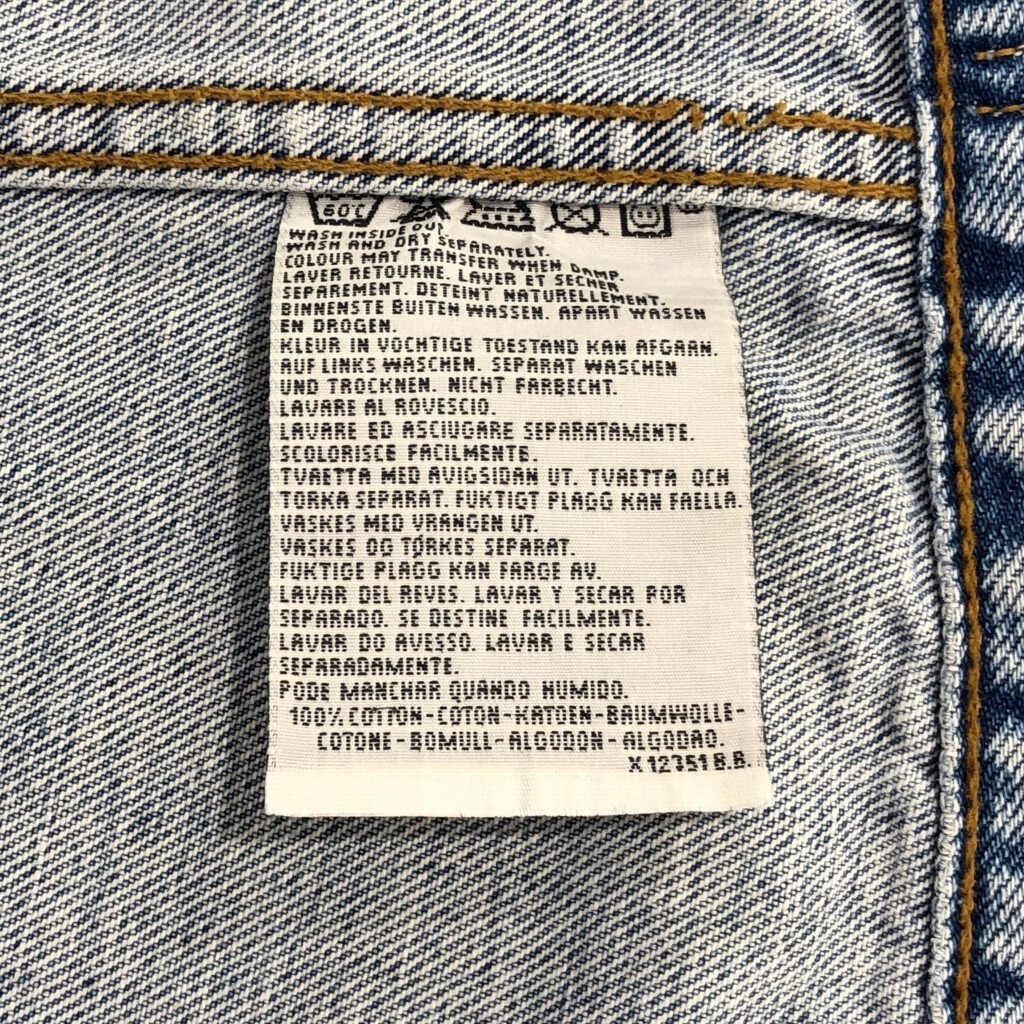 60C
WASH INSIDE OUT
WASH AND DRY SEPARATELY.
COLOUR MAY TRANSFER WHEN DAMP.
LAVER RETOURNE. LAVER ET SECHER
SEPAREMENT. DETEINT NATURELLEMENT.
BINNENSTE BUITEN WASSEN. APART WASSEN
EN DROGEN.
KLEUR IN VOCHTIGE TOESTAND KAN AFGAAN.
AUF LINKS WASCHEN. SEPARAT WASCHEN
UND TROCKNEN. NICHT FARBECHT.
LAVARE AL ROVESCIO.
LAVARE ED ASCIUGARE SEPARATAMENTE.
SCOLORISCE FACILMENTE.
TVAETTA MED AVIGSIDAN UT. TVAETTA OCH
TORKA SEPARAT. FUKTIGT PLAGG KAN FAELLA.
VASKES MED VRANGEN UT.
VASKES OG TØRKES SEPARAT.
FUKTIGE PLAGG KAN FARGE AV.
LAVAR DEL REVES. LAVAR Y SECAR POR
SEPARADO. SE DESTINE FACILMENTE.
LAVAR DO AVESSO. LAVAR E SECAR
SEPARADAMENTE.
PODE MANCHAR QUANDO HUMIDO.
100% COTTON-COTON-KATOEN-BAUMWOLLE-
COTONE-BOMULL-ALGODON-ALGODAO.
X 12351 B.B.